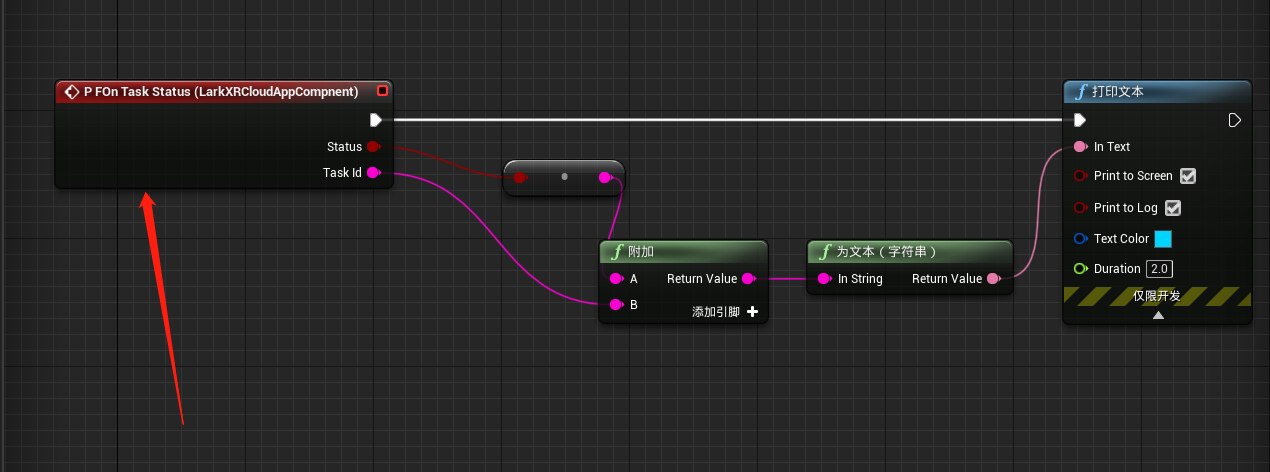 P FOn Task Status (LarkXRCloudAppCompnent)
Status
Task Id
附加
A
Return Value
B
添加引脚
为文本（字符串）
In String
Return Value
打印文本
In Text
Print to Screen
Print to Log
Text Color
Duration 2.0
仅限开发